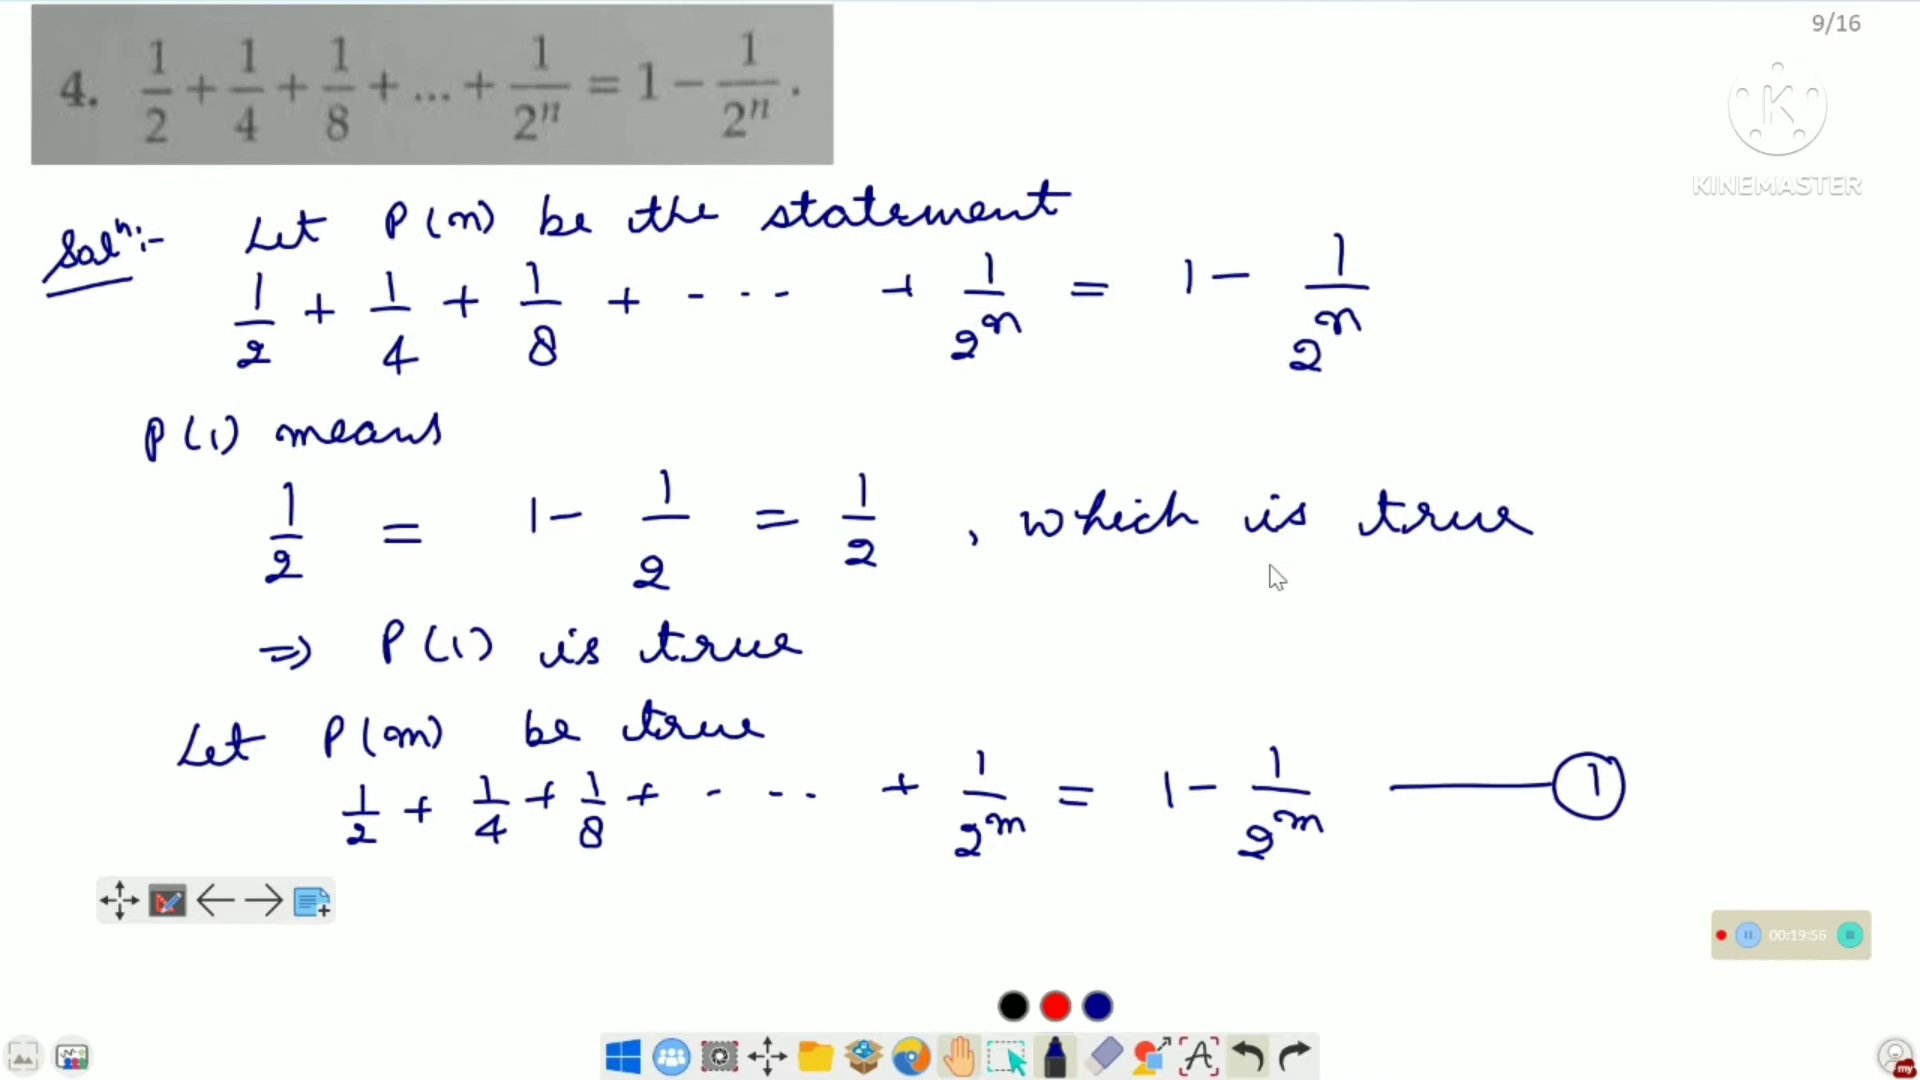 9/16
4. 1/2 + 1/4 + 1/8 + ... + 1/2ⁿ = 1 − 1/2ⁿ.
KINEMASTER
Solⁿ:- Let P(n) be the statement
1/2 + 1/4 + 1/8 + - - - - + 1/2ⁿ = 1 − 1/2ⁿ
P(1) means
1/2 = 1 − 1/2 = 1/2 , which is true
⇒ P(1) is true
Let P(m) be true
1/2 + 1/4 + 1/8 + - - - - + 1/2ᵐ = 1 − 1/2ᵐ —— ①
00:19:56
my